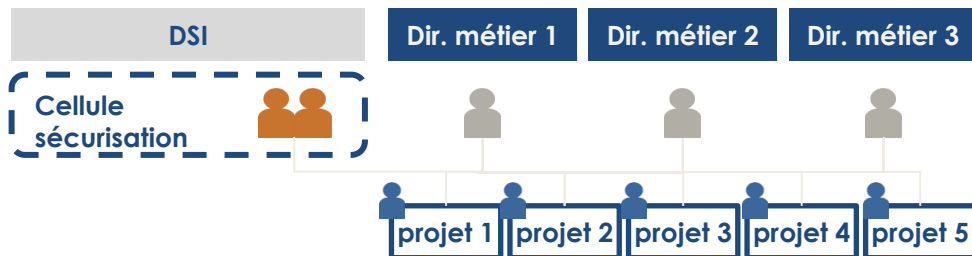 DSI
Dir. métier 1
Dir. métier 2
Dir. métier 3
Cellule
sécurisation
projet 1
projet 2
projet 3
projet 4
projet 5